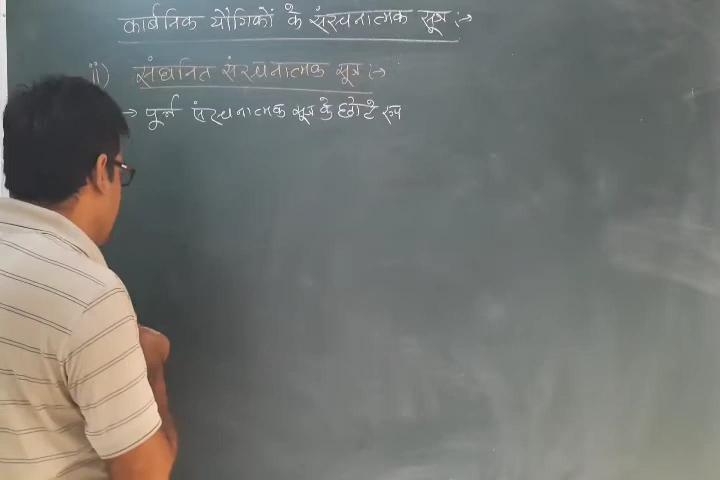 कार्बनिक यौगिकों के संरचनात्मक सूत्र :→
ii) संघनित संरचनात्मक सूत्र :→
→ पूर्न संरचनात्मक सूत्र के छोटे रूप